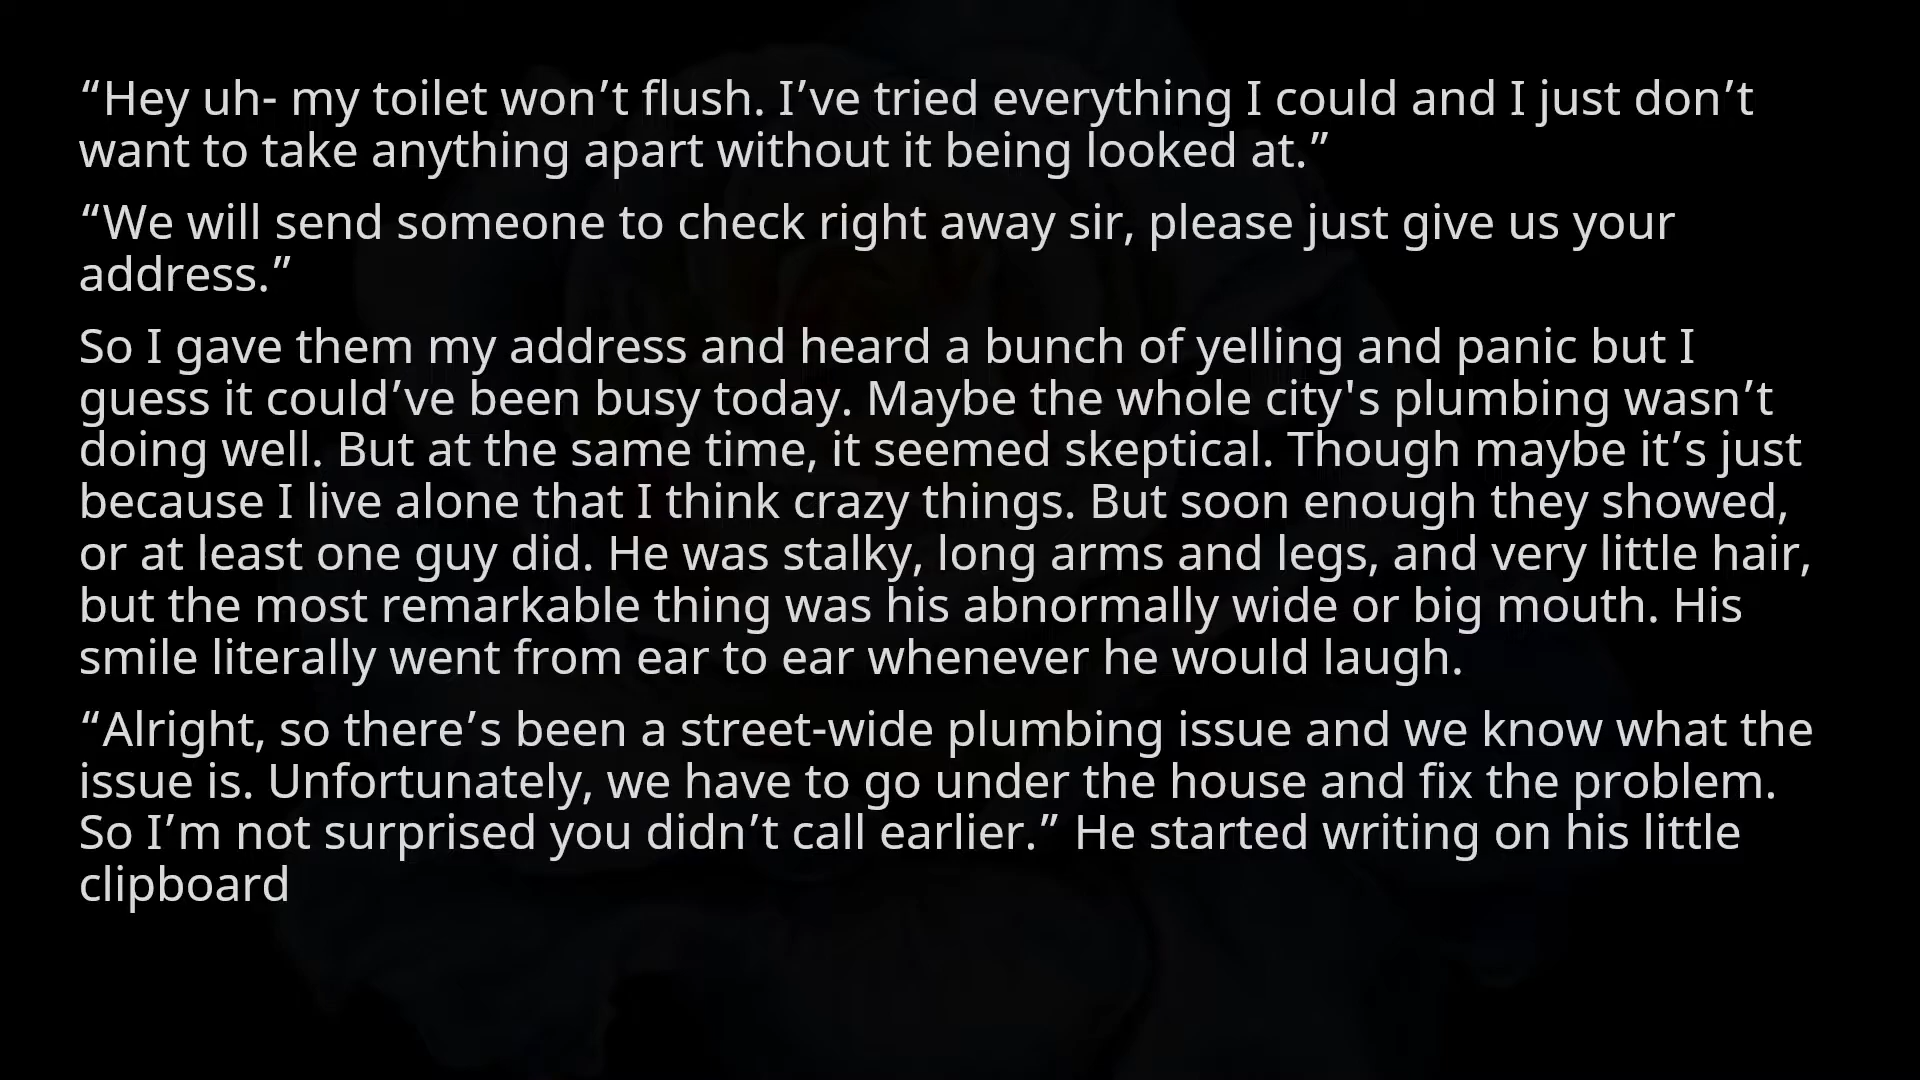 “Hey uh- my toilet won’t flush. I’ve tried everything I could and I just don’t
want to take anything apart without it being looked at.”
“We will send someone to check right away sir, please just give us your
address.”
So I gave them my address and heard a bunch of yelling and panic but I
guess it could’ve been busy today. Maybe the whole city's plumbing wasn’t
doing well. But at the same time, it seemed skeptical. Though maybe it’s just
because I live alone that I think crazy things. But soon enough they showed,
or at least one guy did. He was stalky, long arms and legs, and very little hair,
but the most remarkable thing was his abnormally wide or big mouth. His
smile literally went from ear to ear whenever he would laugh.
“Alright, so there’s been a street-wide plumbing issue and we know what the
issue is. Unfortunately, we have to go under the house and fix the problem.
So I’m not surprised you didn’t call earlier.” He started writing on his little
clipboard